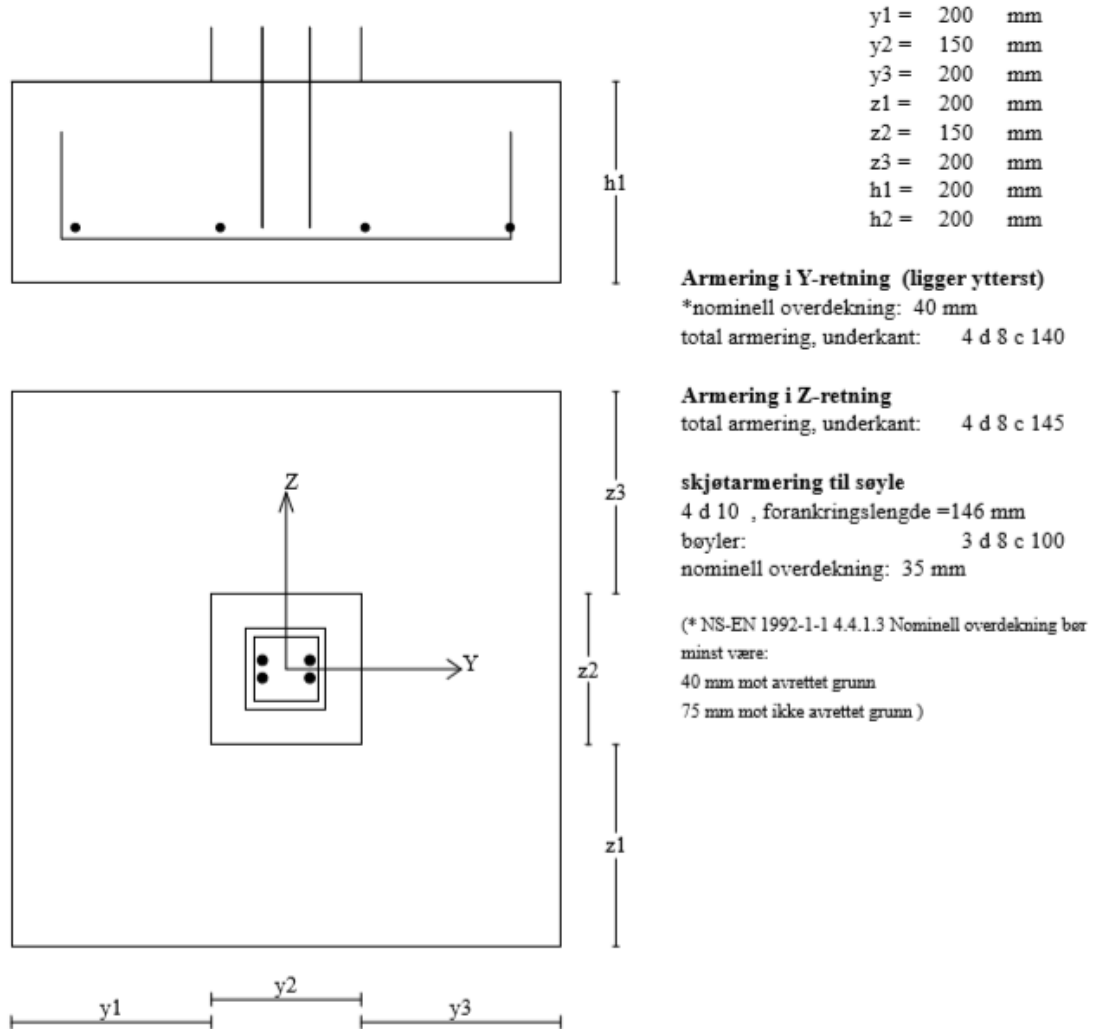 y1 = 200 mm
y2 = 150 mm
y3 = 200 mm
z1 = 200 mm
z2 = 150 mm
z3 = 200 mm
h1 = 200 mm
h2 = 200 mm
h1
Armering i Y-retning (ligger ytterst)
*nominell overdekning: 40 mm
total armering, underkant: 4 d 8 c 140
Armering i Z-retning
total armering, underkant: 4 d 8 c 145
skjøtarmering til søyle
4 d 10 , forankringslengde =146 mm
bøyler: 3 d 8 c 100
nominell overdekning: 35 mm
(* NS-EN 1992-1-1 4.4.1.3 Nominell overdekning bør
minst være:
40 mm mot avrettet grunn
75 mm mot ikke avrettet grunn )
Z
Y
z3
z2
z1
y1
y2
y3